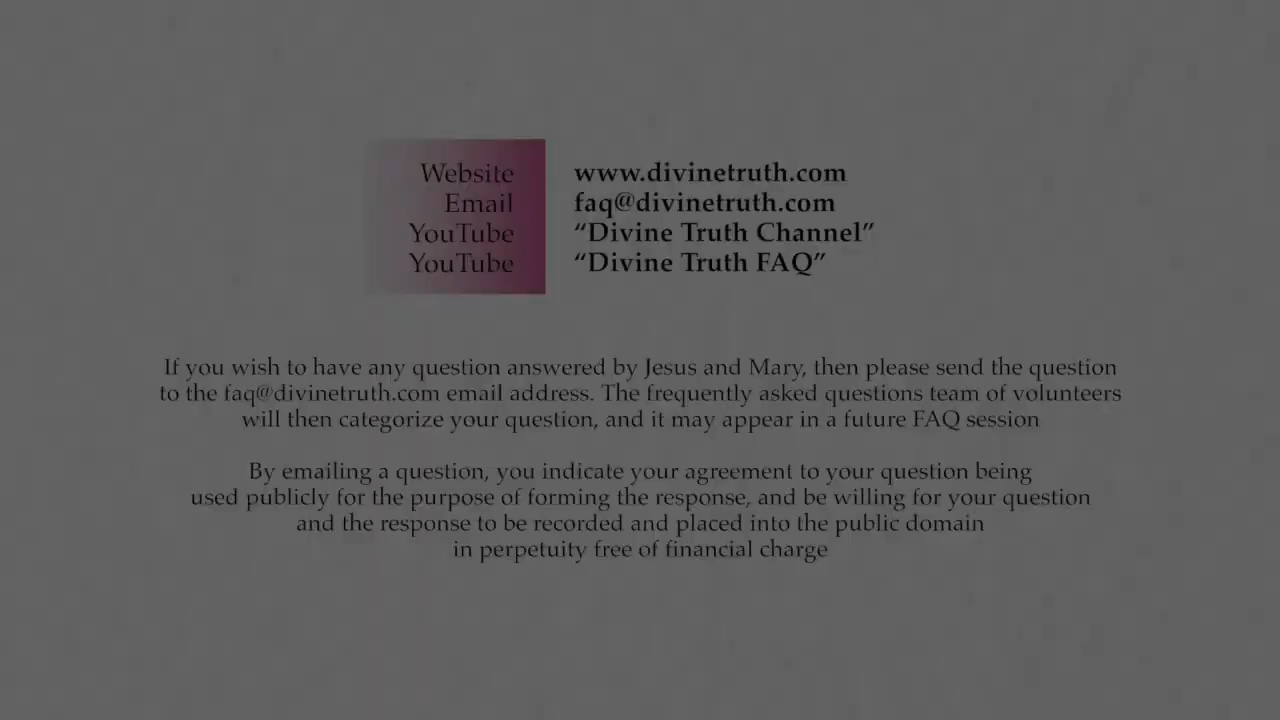 Website www.divinetruth.com
Email faq@divinetruth.com
YouTube “Divine Truth Channel”
YouTube “Divine Truth FAQ”
If you wish to have any question answered by Jesus and Mary, then please send the question
to the faq@divinetruth.com email address. The frequently asked questions team of volunteers
will then categorize your question, and it may appear in a future FAQ session
By emailing a question, you indicate your agreement to your question being
used publicly for the purpose of forming the response, and be willing for your question
and the response to be recorded and placed into the public domain
in perpetuity free of financial charge